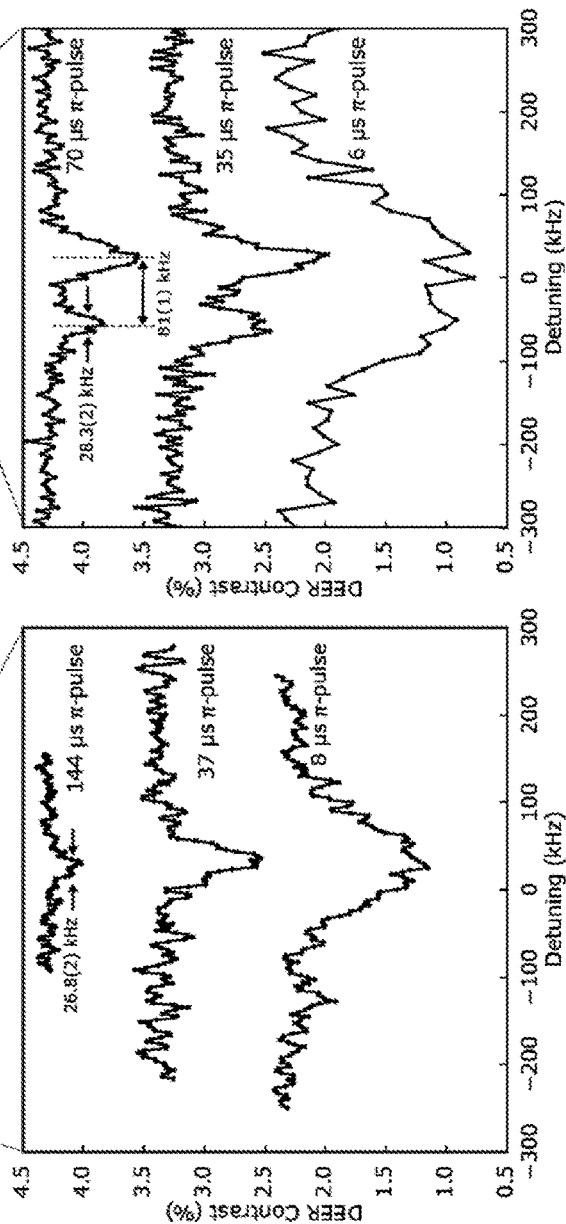 4.5
4.0
3.5
3.0
2.5
2.0
1.5
1.0
0.5
DEER Contrast (%)
144 µs π-pulse
26.8(2) kHz
37 µs π-pulse
8 µs π-pulse
−300
−200
−100
0
100
200
300
Detuning (kHz)
4.5
4.0
3.5
3.0
2.5
2.0
1.5
1.0
0.5
DEER Contrast (%)
70 µs π-pulse
28.3(2) kHz
81(1) kHz
35 µs π-pulse
6 µs π-pulse
−300
−200
−100
0
100
200
300
Detuning (kHz)